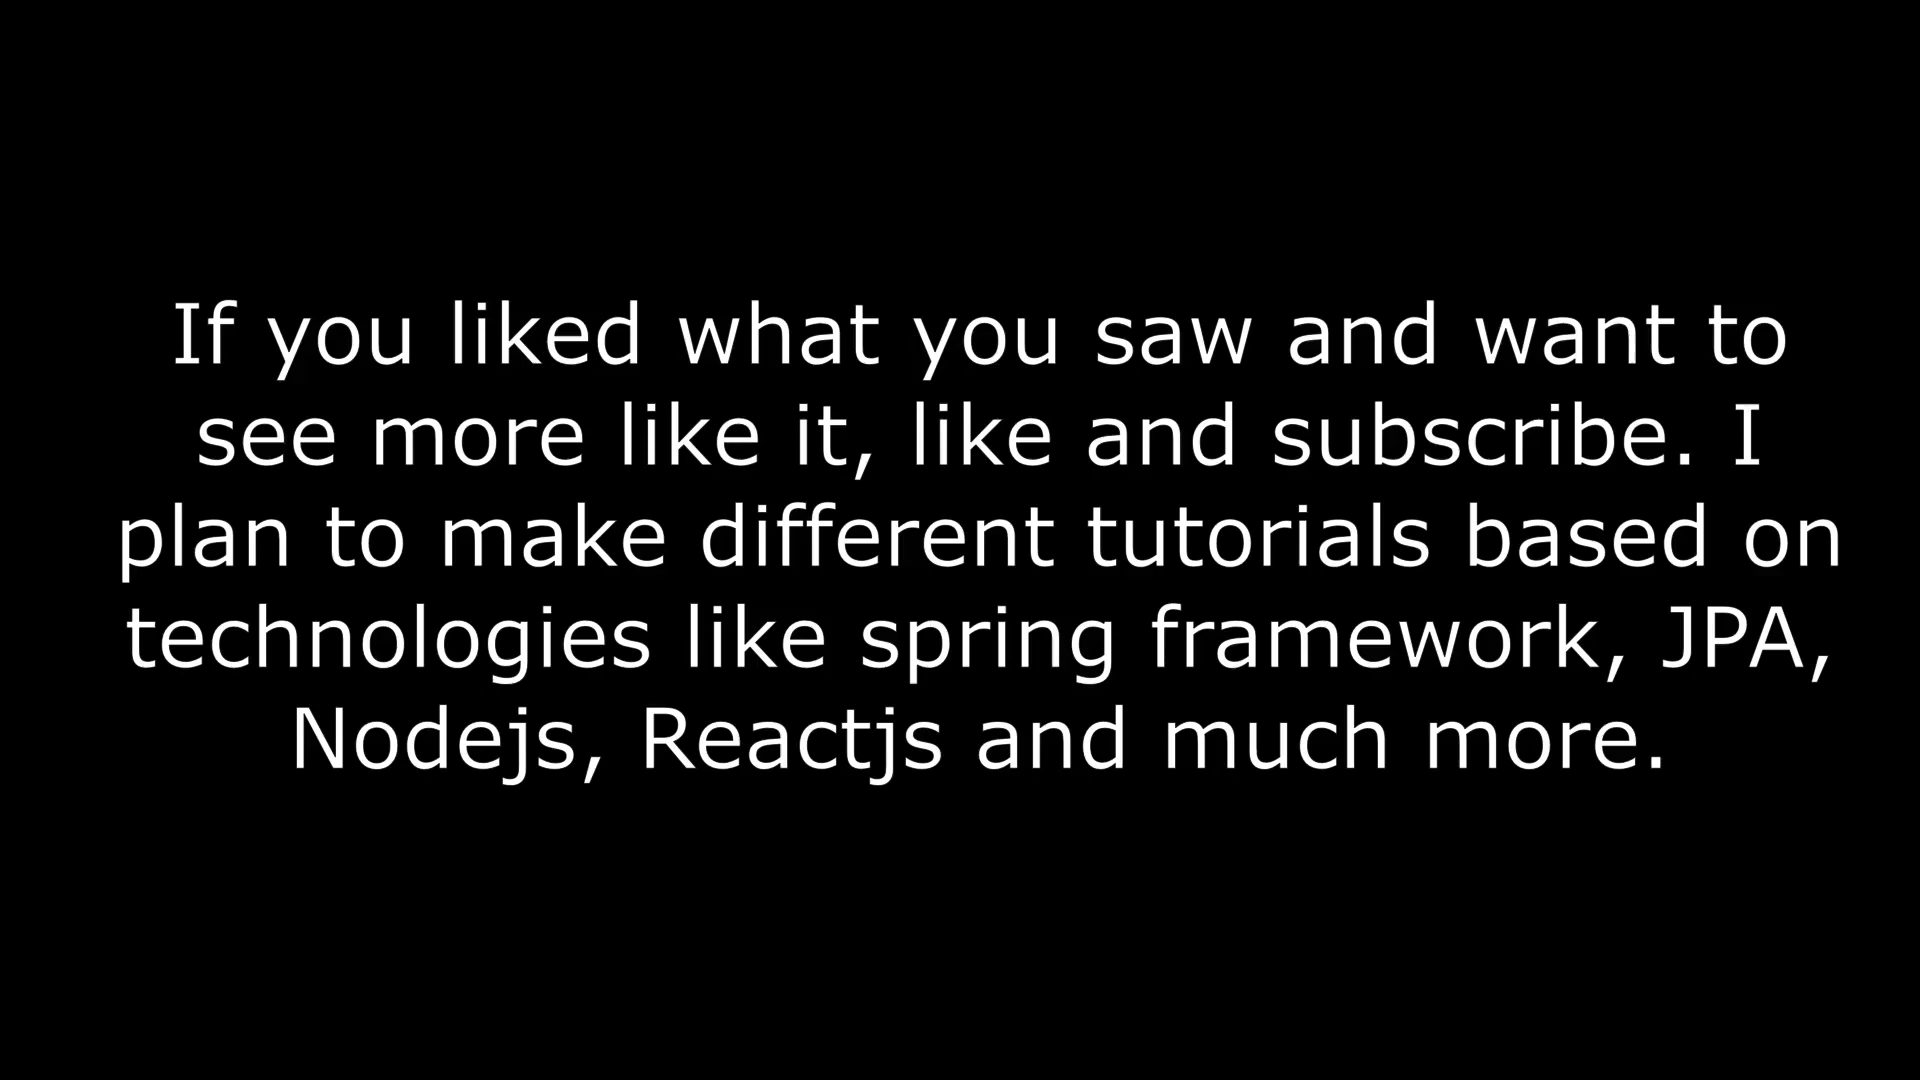 If you liked what you saw and want to
see more like it, like and subscribe. I
plan to make different tutorials based on
technologies like spring framework, JPA,
Nodejs, Reactjs and much more.